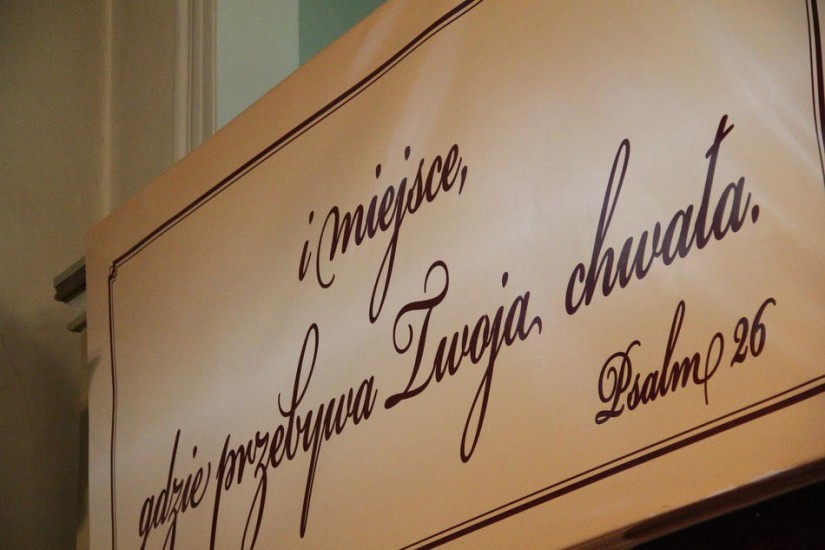 i miejsce,
gdzie przebywa Twoja chwała.
Psalm 26